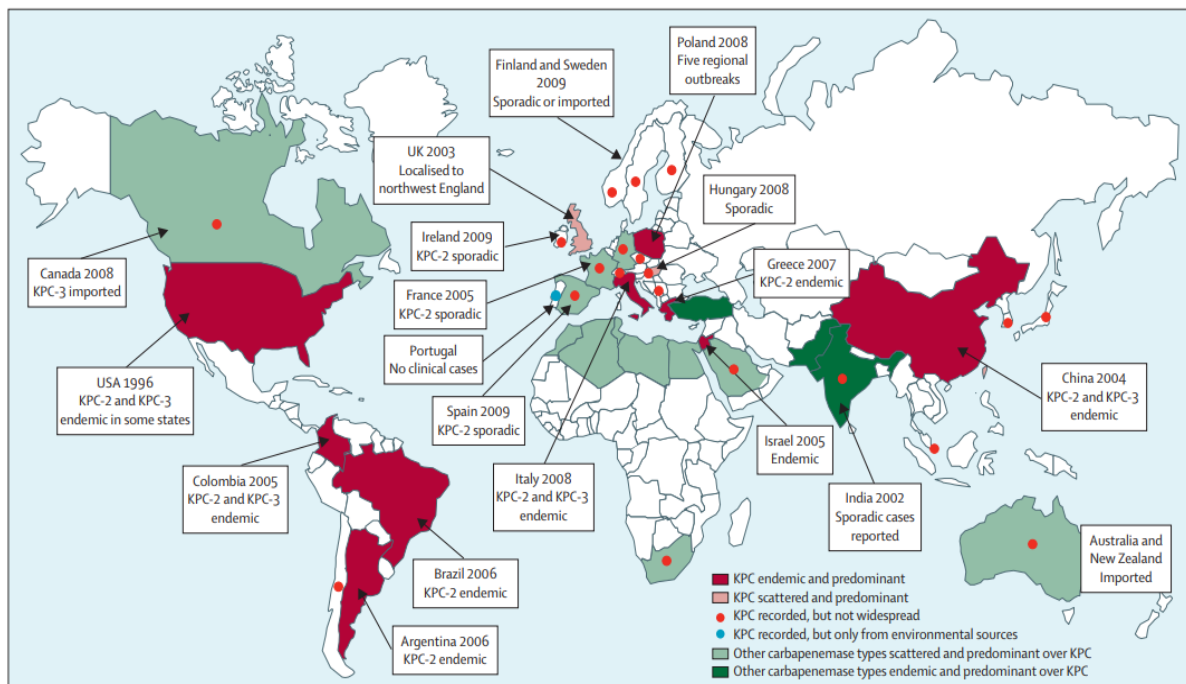 Poland 2008
Five regional
outbreaks
Finland and Sweden
2009
Sporadic or imported
UK 2003
Localised to
northwest England
Hungary 2008
Sporadic
Ireland 2009
KPC-2 sporadic
Greece 2007
KPC-2 endemic
Canada 2008
KPC-3 imported
France 2005
KPC-2 sporadic
Portugal
No clinical cases
USA 1996
KPC-2 and KPC-3
endemic in some states
China 2004
KPC-2 and KPC-3
endemic
Spain 2009
KPC-2 sporadic
Israel 2005
Endemic
Colombia 2005
KPC-2 and KPC-3
endemic
Italy 2008
KPC-2 and KPC-3
endemic
India 2002
Sporadic cases
reported
Australia and
New Zealand
Imported
Brazil 2006
KPC-2 endemic
Argentina 2006
KPC-2 endemic
KPC endemic and predominant
KPC scattered and predominant
KPC recorded, but not widespread
KPC recorded, but only from environmental sources
Other carbapenemase types scattered and predominant over KPC
Other carbapenemase types endemic and predominant over KPC